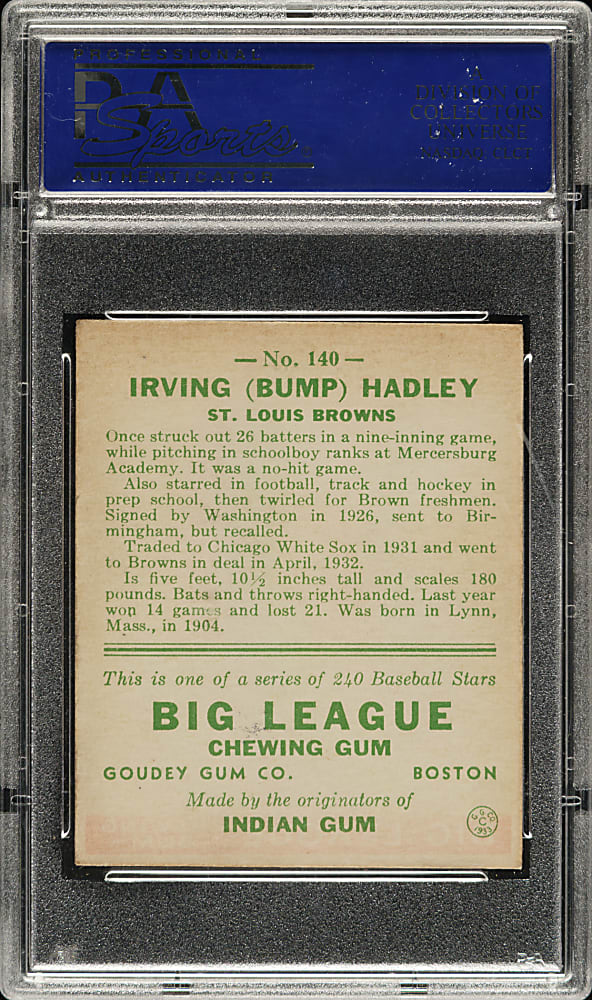 PROFESSIONAL
PSA
Sports
AUTHENTICATOR
A
DIVISION OF
COLLECTORS
UNIVERSE
NASDAQ: CLCT
— No. 140 —
IRVING (BUMP) HADLEY
ST. LOUIS BROWNS
Once struck out 26 batters in a nine-inning game,
while pitching in schoolboy ranks at Mercersburg
Academy. It was a no-hit game.
Also starred in football, track and hockey in
prep school, then twirled for Brown freshmen.
Signed by Washington in 1926, sent to Bir-
mingham, but recalled.
Traded to Chicago White Sox in 1931 and went
to Browns in deal in April, 1932.
Is five feet, 10½ inches tall and scales 180
pounds. Bats and throws right-handed. Last year
won 14 games and lost 21. Was born in Lynn,
Mass., in 1904.
This is one of a series of 240 Baseball Stars
BIG LEAGUE
CHEWING GUM
GOUDEY GUM CO. BOSTON
Made by the originators of
INDIAN GUM
G.G.CO.
C
1933
PSA